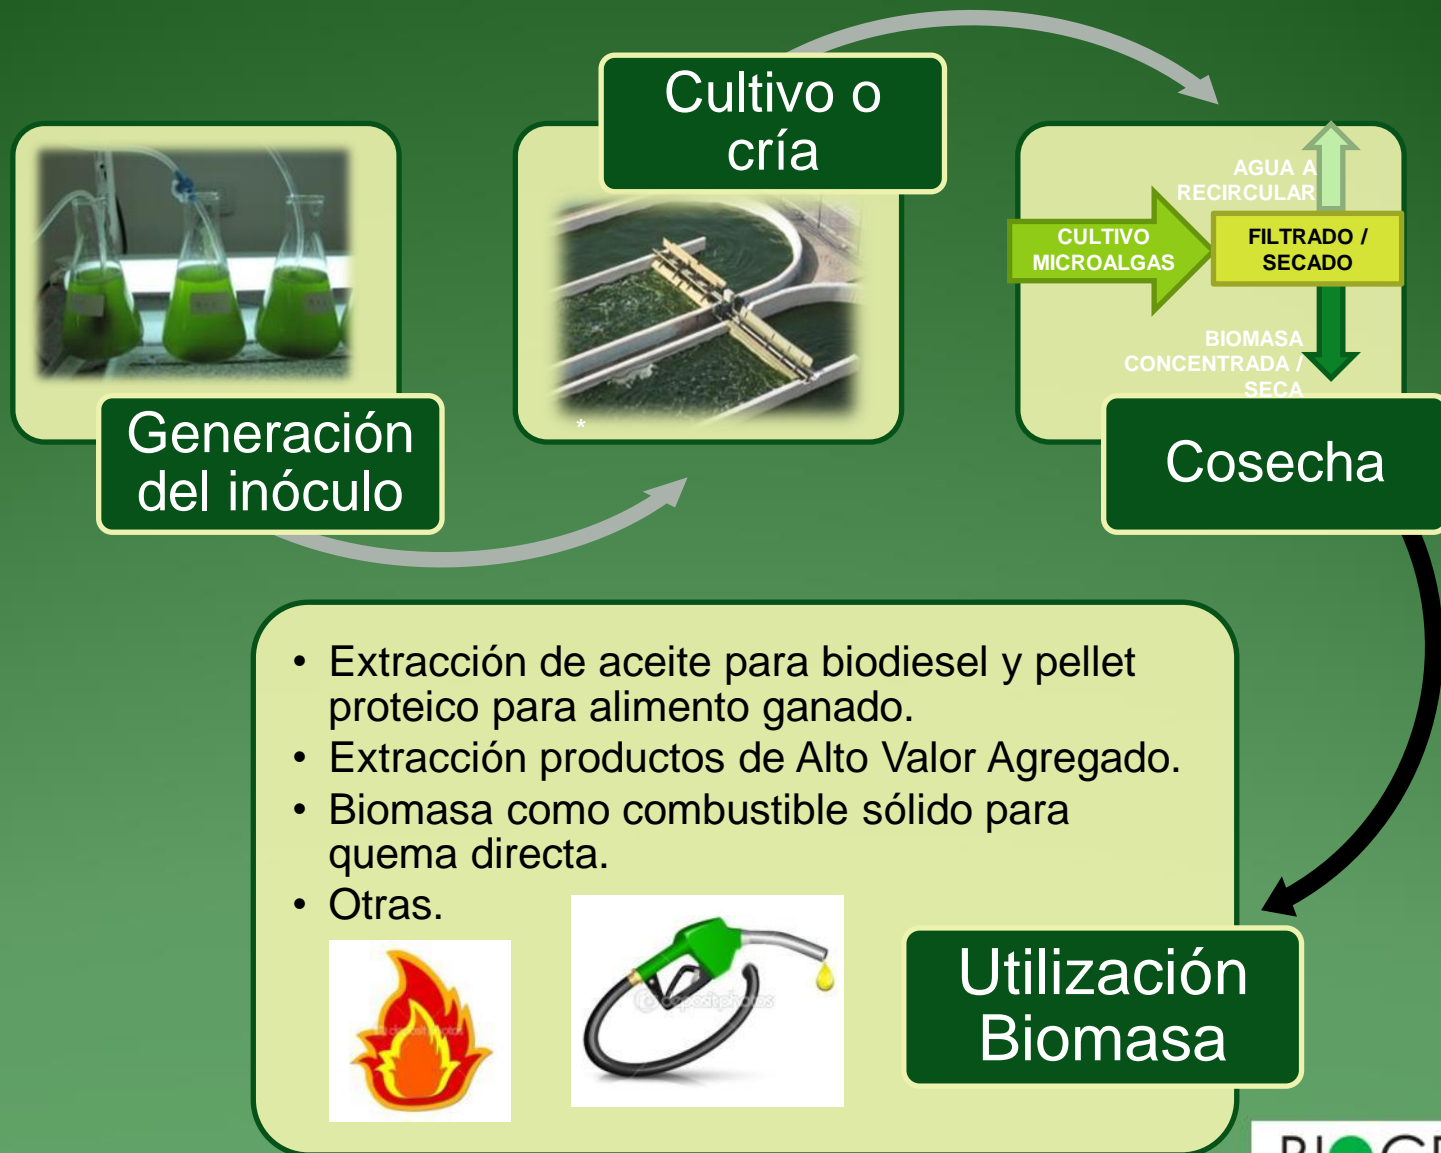 Cultivo o
cría
Generación
del inóculo
*
AGUA A
RECIRCULAR
CULTIVO
MICROALGAS
FILTRADO /
SECADO
BIOMASA
CONCENTRADA /
SECA
Cosecha
• Extracción de aceite para biodiesel y pellet
proteico para alimento ganado.
• Extracción productos de Alto Valor Agregado.
• Biomasa como combustible sólido para
quema directa.
• Otras.
depositphotos
depositphotos
Utilización
Biomasa